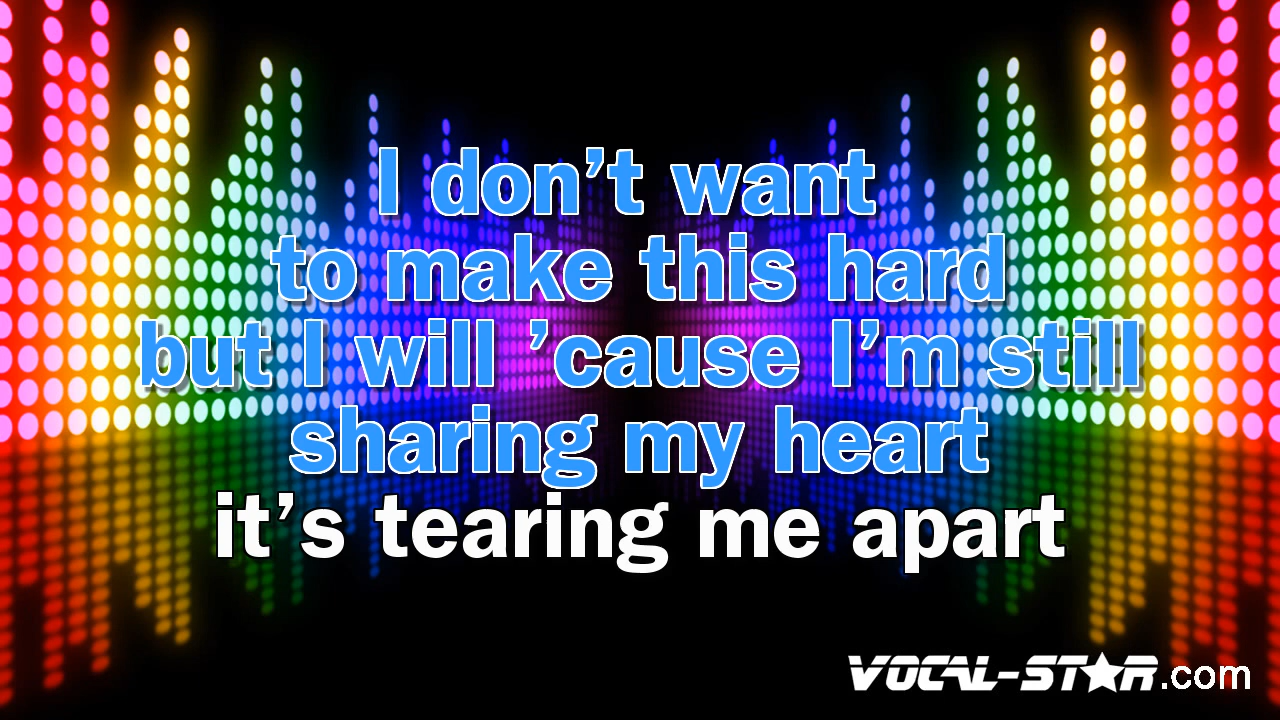 I don’t want
to make this hard
but I will ’cause I’m still
sharing my heart
it’s tearing me apart
VOCAL-STAR.com